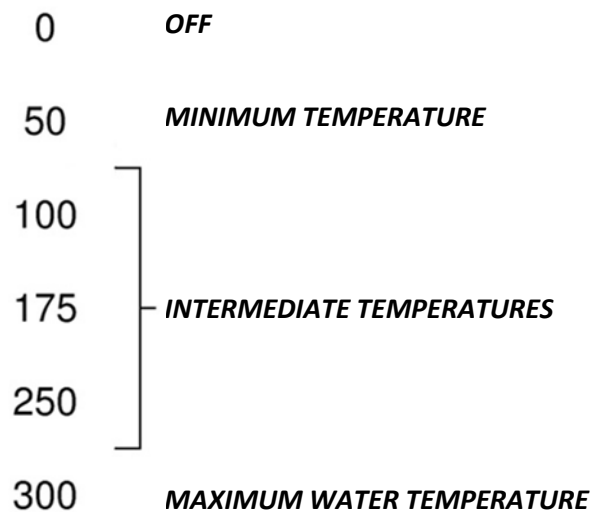 0 OFF
50 MINIMUM TEMPERATURE
100
175 INTERMEDIATE TEMPERATURES
250
300 MAXIMUM WATER TEMPERATURE